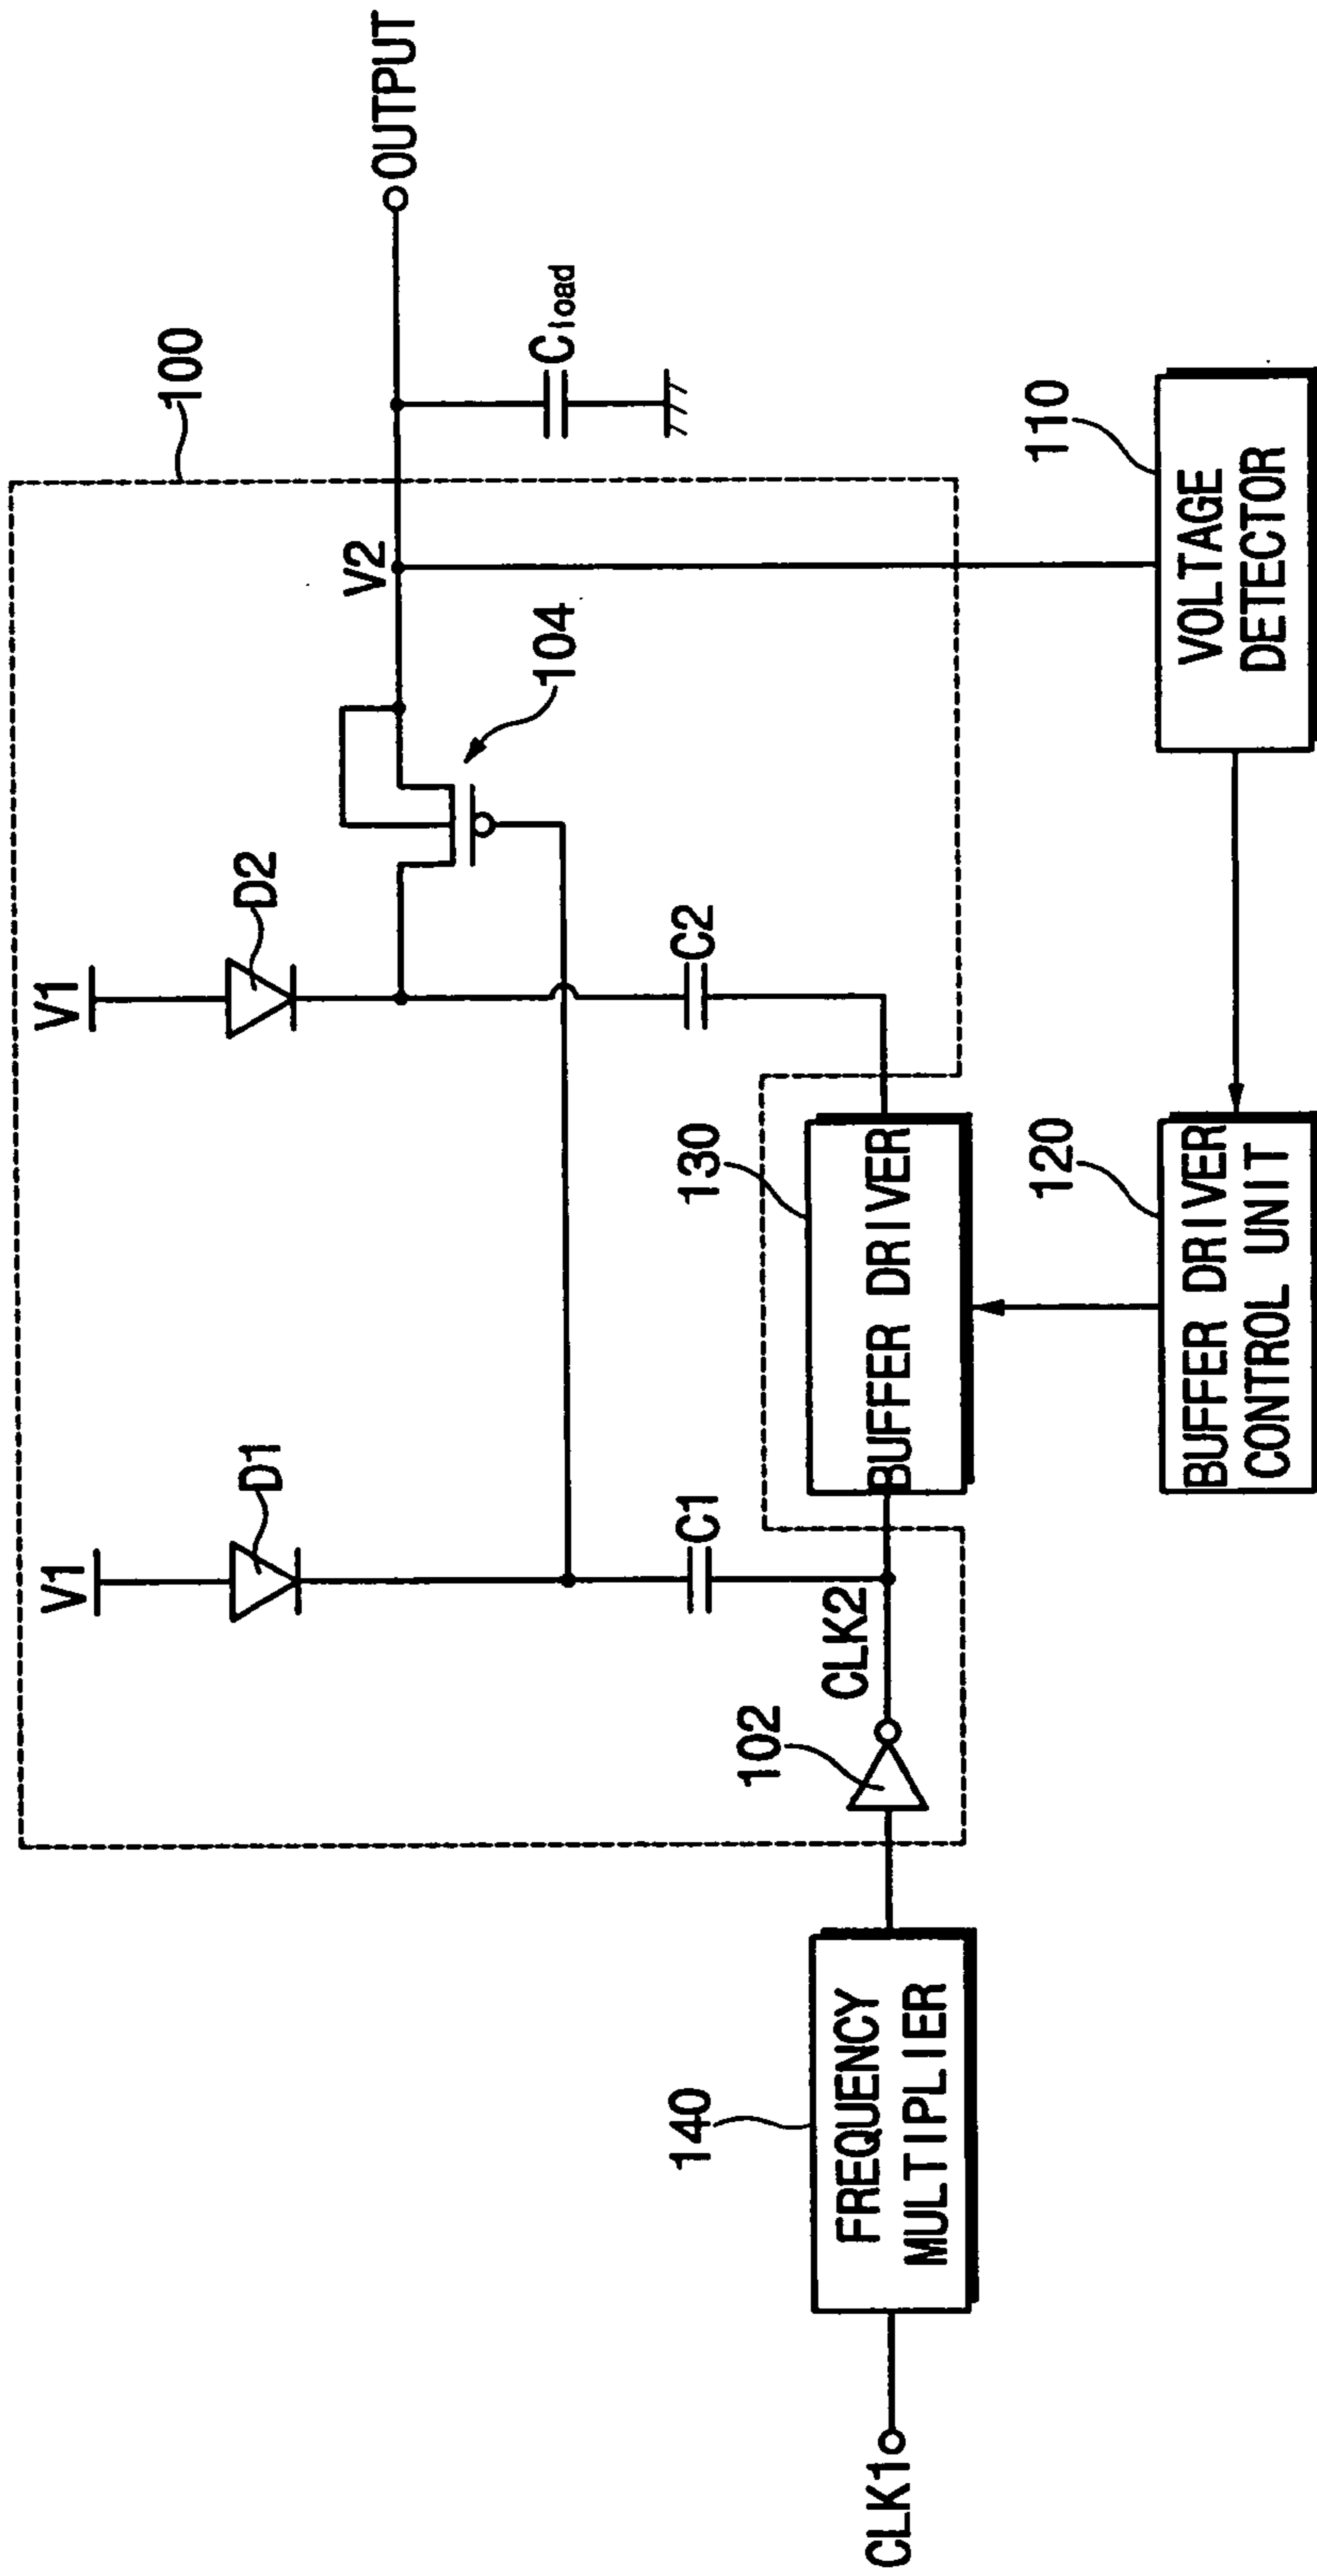 100
V1
V1
D1
D2
V2
OUTPUT
104
Cload
C1
C2
102
CLK2
130
BUFFER DRIVER
140
FREQUENCY
MULTIPLIER
CLK1
120
BUFFER DRIVER
CONTROL UNIT
110
VOLTAGE
DETECTOR